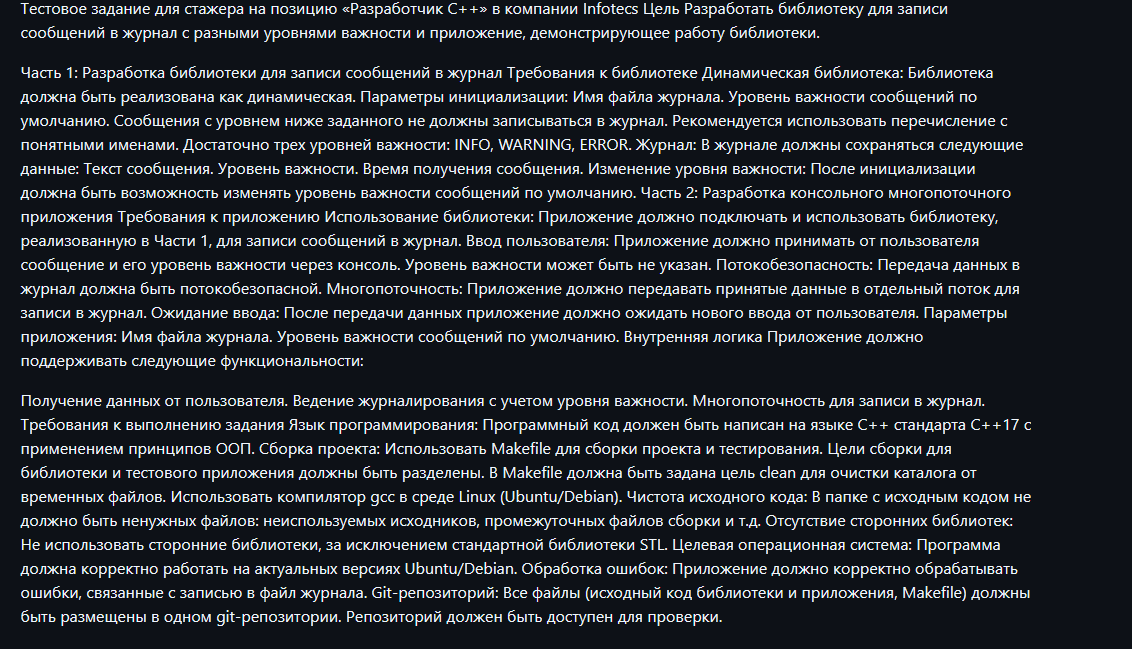 Тестовое задание для стажера на позицию «Разработчик C++» в компании Infotecs Цель Разработать библиотеку для записи
сообщений в журнал с разными уровнями важности и приложение, демонстрирующее работу библиотеки.
Часть 1: Разработка библиотеки для записи сообщений в журнал Требования к библиотеке Динамическая библиотека: Библиотека
должна быть реализована как динамическая. Параметры инициализации: Имя файла журнала. Уровень важности сообщений по
умолчанию. Сообщения с уровнем ниже заданного не должны записываться в журнал. Рекомендуется использовать перечисление с
понятными именами. Достаточно трех уровней важности: INFO, WARNING, ERROR. Журнал: В журнале должны сохраняться следующие
данные: Текст сообщения. Уровень важности. Время получения сообщения. Изменение уровня важности: После инициализации
должна быть возможность изменять уровень важности сообщений по умолчанию. Часть 2: Разработка консольного многопоточного
приложения Требования к приложению Использование библиотеки: Приложение должно подключать и использовать библиотеку,
реализованную в Части 1, для записи сообщений в журнал. Ввод пользователя: Приложение должно принимать от пользователя
сообщение и его уровень важности через консоль. Уровень важности может быть не указан. Потокобезопасность: Передача данных в
журнал должна быть потокобезопасной. Многопоточность: Приложение должно передавать принятые данные в отдельный поток для
записи в журнал. Ожидание ввода: После передачи данных приложение должно ожидать нового ввода от пользователя. Параметры
приложения: Имя файла журнала. Уровень важности сообщений по умолчанию. Внутренняя логика Приложение должно
поддерживать следующие функциональности:
Получение данных от пользователя. Ведение журналирования с учетом уровня важности. Многопоточность для записи в журнал.
Требования к выполнению задания Язык программирования: Программный код должен быть написан на языке C++ стандарта C++17 с
применением принципов ООП. Сборка проекта: Использовать Makefile для сборки проекта и тестирования. Цели сборки для
библиотеки и тестового приложения должны быть разделены. В Makefile должна быть задана цель clean для очистки каталога от
временных файлов. Использовать компилятор gcc в среде Linux (Ubuntu/Debian). Чистота исходного кода: В папке с исходным кодом не
должно быть ненужных файлов: неиспользуемых исходников, промежуточных файлов сборки и т.д. Отсутствие сторонних библиотек:
Не использовать сторонние библиотеки, за исключением стандартной библиотеки STL. Целевая операционная система: Программа
должна корректно работать на актуальных версиях Ubuntu/Debian. Обработка ошибок: Приложение должно корректно обрабатывать
ошибки, связанные с записью в файл журнала. Git-репозиторий: Все файлы (исходный код библиотеки и приложения, Makefile) должны
быть размещены в одном git-репозитории. Репозиторий должен быть доступен для проверки.